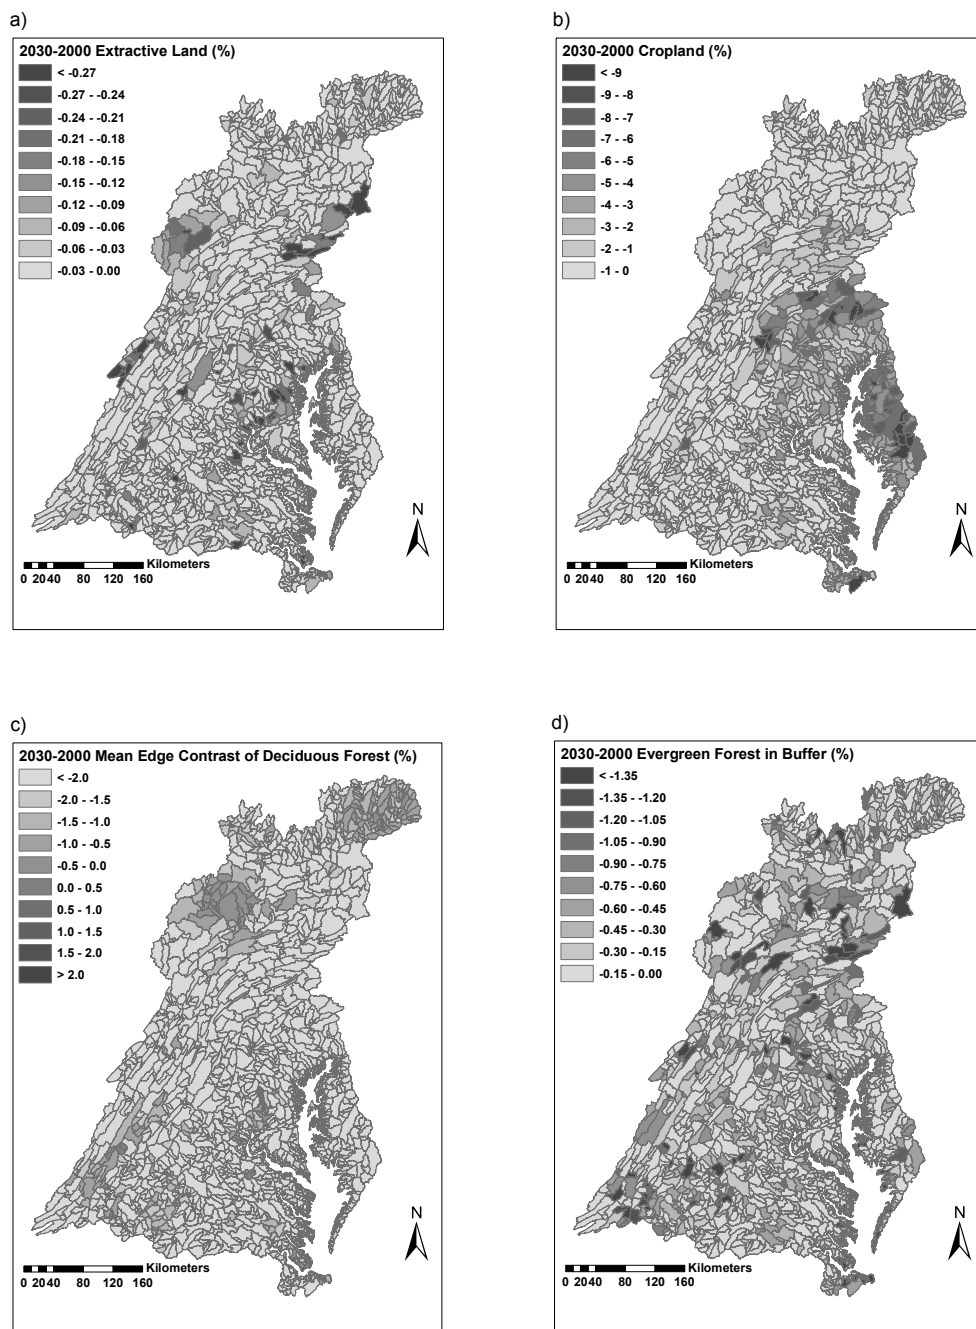 a)
2030-2000 Extractive Land (%)
< -0.27
-0.27 - -0.24
-0.24 - -0.21
-0.21 - -0.18
-0.18 - -0.15
-0.15 - -0.12
-0.12 - -0.09
-0.09 - -0.06
-0.06 - -0.03
-0.03 - 0.00
N
Kilometers
0 20 40 80 120 160
b)
2030-2000 Cropland (%)
< -9
-9 - -8
-8 - -7
-7 - -6
-6 - -5
-5 - -4
-4 - -3
-3 - -2
-2 - -1
-1 - 0
N
Kilometers
0 20 40 80 120 160
c)
2030-2000 Mean Edge Contrast of Deciduous Forest (%)
< -2.0
-2.0 - -1.5
-1.5 - -1.0
-1.0 - -0.5
-0.5 - 0.0
0.0 - 0.5
0.5 - 1.0
1.0 - 1.5
1.5 - 2.0
> 2.0
N
Kilometers
0 20 40 80 120 160
d)
2030-2000 Evergreen Forest in Buffer (%)
< -1.35
-1.35 - -1.20
-1.20 - -1.05
-1.05 - -0.90
-0.90 - -0.75
-0.75 - -0.60
-0.60 - -0.45
-0.45 - -0.30
-0.30 - -0.15
-0.15 - 0.00
N
Kilometers
0 20 40 80 120 160